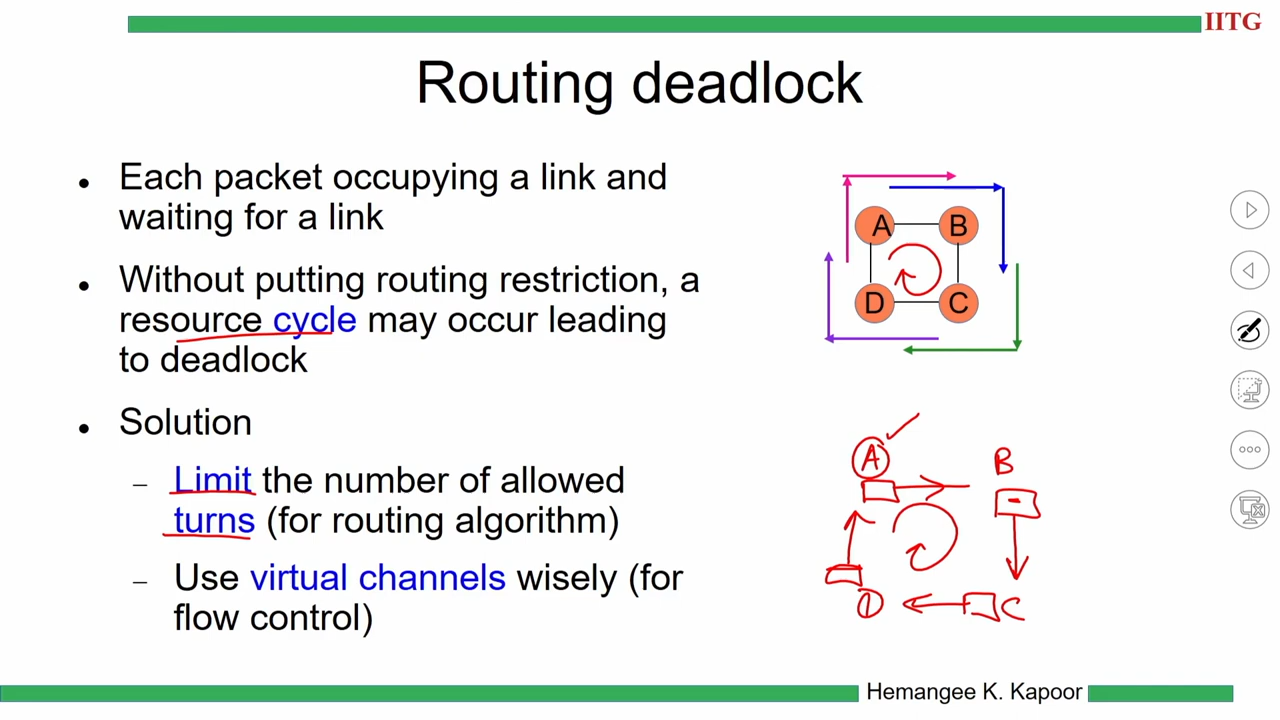 IITG
Routing deadlock
• Each packet occupying a link and
waiting for a link
• Without putting routing restriction, a
resource cycle may occur leading
to deadlock
• Solution
– Limit the number of allowed
turns (for routing algorithm)
– Use virtual channels wisely (for
flow control)
A B
D C
A B
D C
Hemangee K. Kapoor